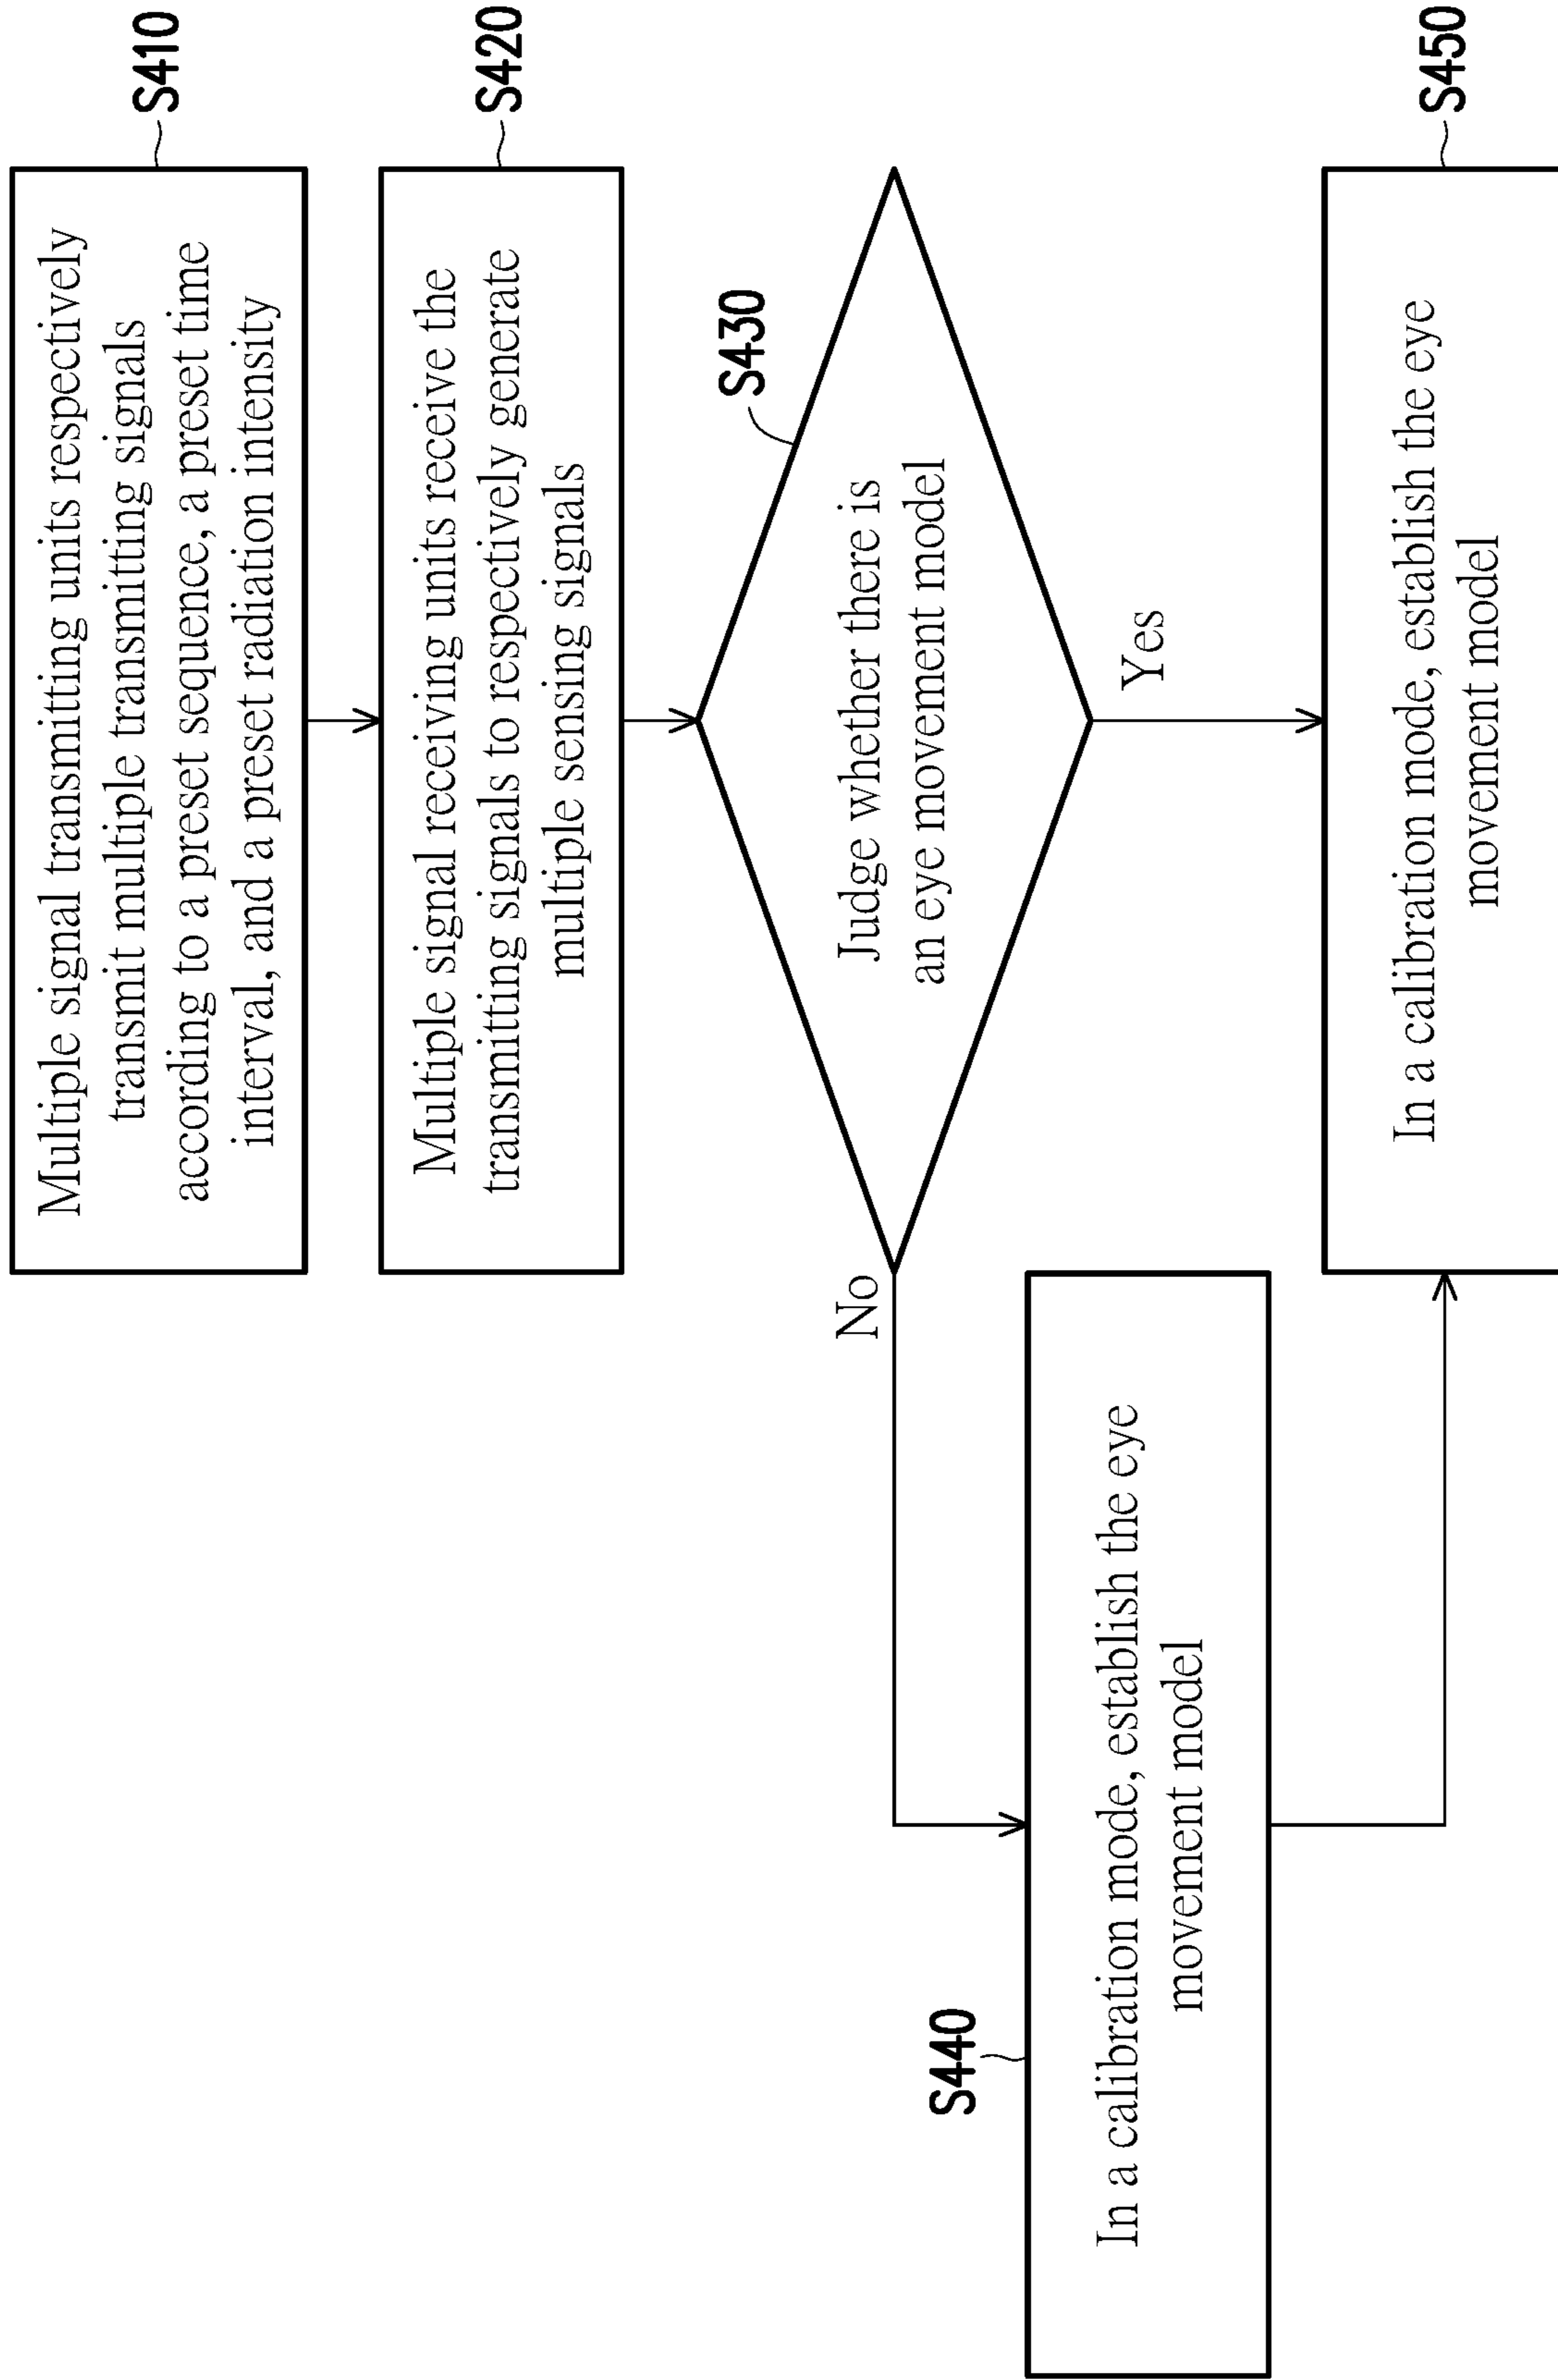 Multiple signal transmitting units respectively
transmit multiple transmitting signals
according to a preset sequence, a preset time
interval, and a preset radiation intensity
S410
Multiple signal receiving units receive the
transmitting signals to respectively generate
multiple sensing signals
S420
S430
Judge whether there is
an eye movement model
No
Yes
S440
In a calibration mode, establish the eye
movement model
In a calibration mode, establish the eye
movement model
S450